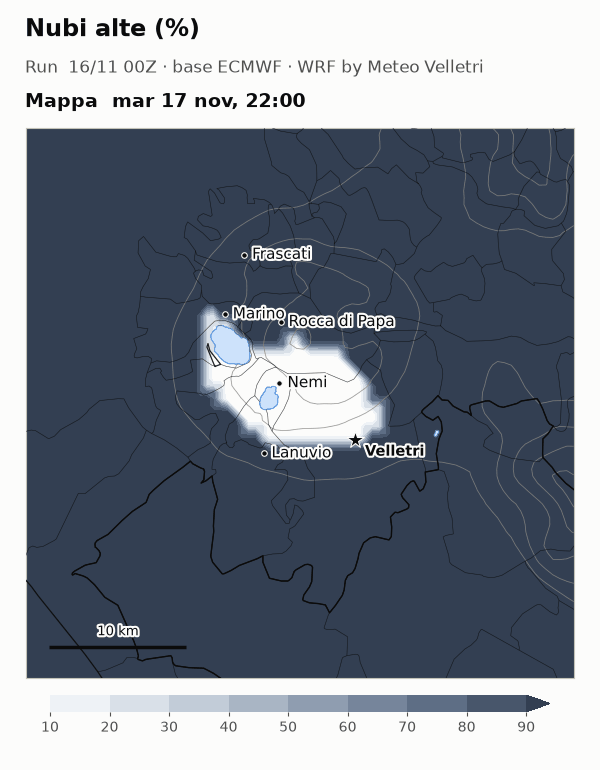 Nubi alte (%)
Run  16/11 00Z · base ECMWF · WRF by Meteo Velletri
Mappa  mar 17 nov, 22:00
Frascati
Marino
Rocca di Papa
Nemi
Velletri
Lanuvio
10 km
10 20 30 40 50 60 70 80 90